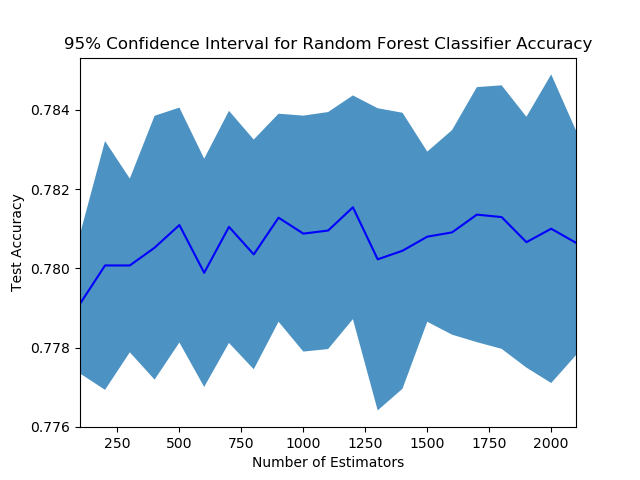 95% Confidence Interval for Random Forest Classifier Accuracy
0.784
0.782
0.780
0.778
0.776
Test Accuracy
250 500 750 1000 1250 1500 1750 2000
Number of Estimators